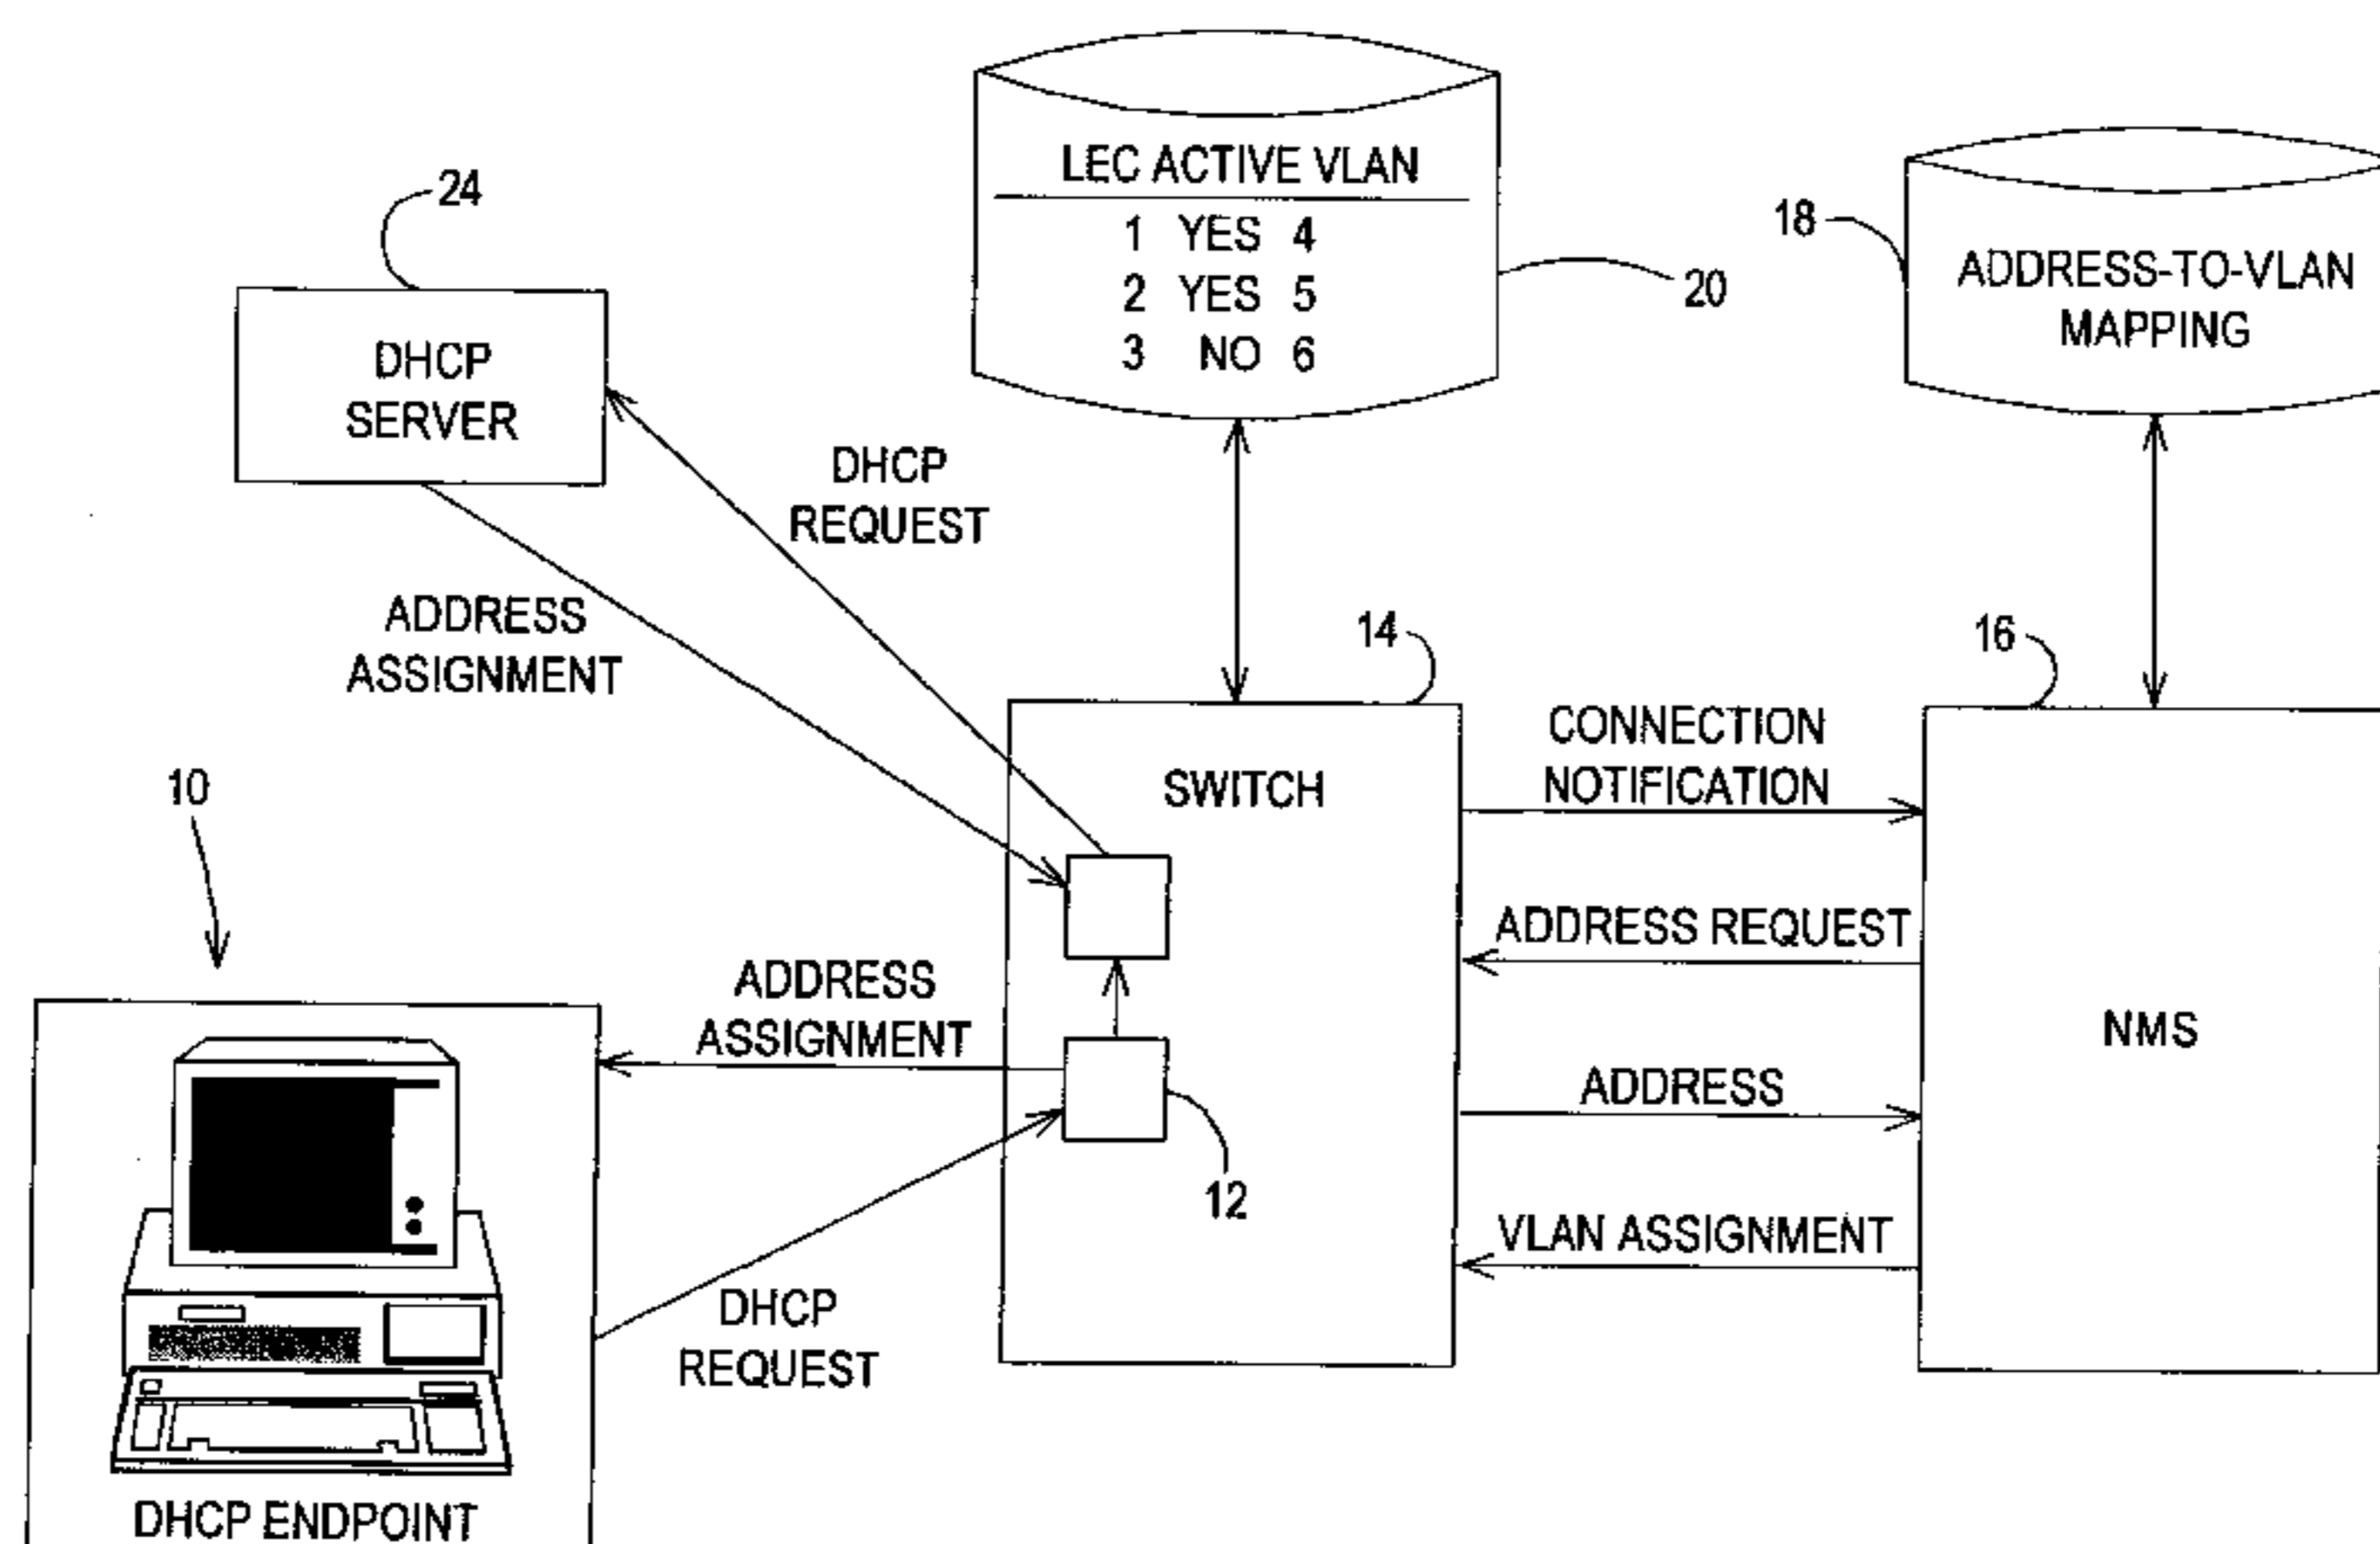 LEC ACTIVE VLAN
1 YES 4
2 YES 5
3 NO 6
20
18
ADDRESS-TO-VLAN
MAPPING
24
DHCP
SERVER
DHCP
REQUEST
ADDRESS
ASSIGNMENT
14
16
SWITCH
CONNECTION
NOTIFICATION
ADDRESS REQUEST
ADDRESS
VLAN ASSIGNMENT
NMS
10
ADDRESS
ASSIGNMENT
12
DHCP
REQUEST
DHCP ENDPOINT